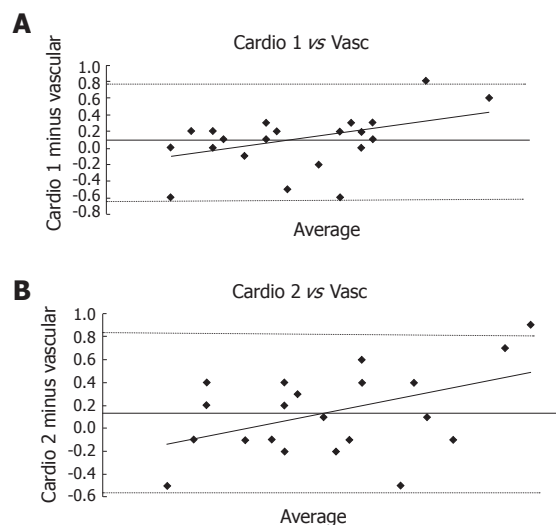 A
Cardio 1 vs Vasc
Cardio 1 minus vascular
1.0
0.8
0.6
0.4
0.2
0.0
-0.2
-0.4
-0.6
-0.8
Average
B
Cardio 2 vs Vasc
Cardio 2 minus vascular
1.0
0.8
0.6
0.4
0.2
0.0
-0.2
-0.4
-0.6
Average